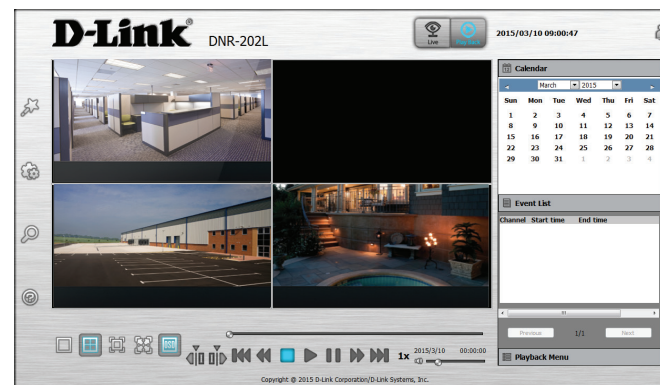 D-Link®
DNR-202L
Live
Playback
2015/03/10 09:00:47
Calendar
March 2015
Sun Mon Tue Wed Thu Fri Sat
1 2 3 4 5 6 7
8 9 10 11 12 13 14
15 16 17 18 19 20 21
22 23 24 25 26 27 28
29 30 31 1 2 3 4
Event List
Channel Start time End time
Previous 1/1 Next
1x 2015/3/10 00:00:00
Playback Menu
Copyright © 2015 D-Link Corporation/D-Link Systems, Inc.